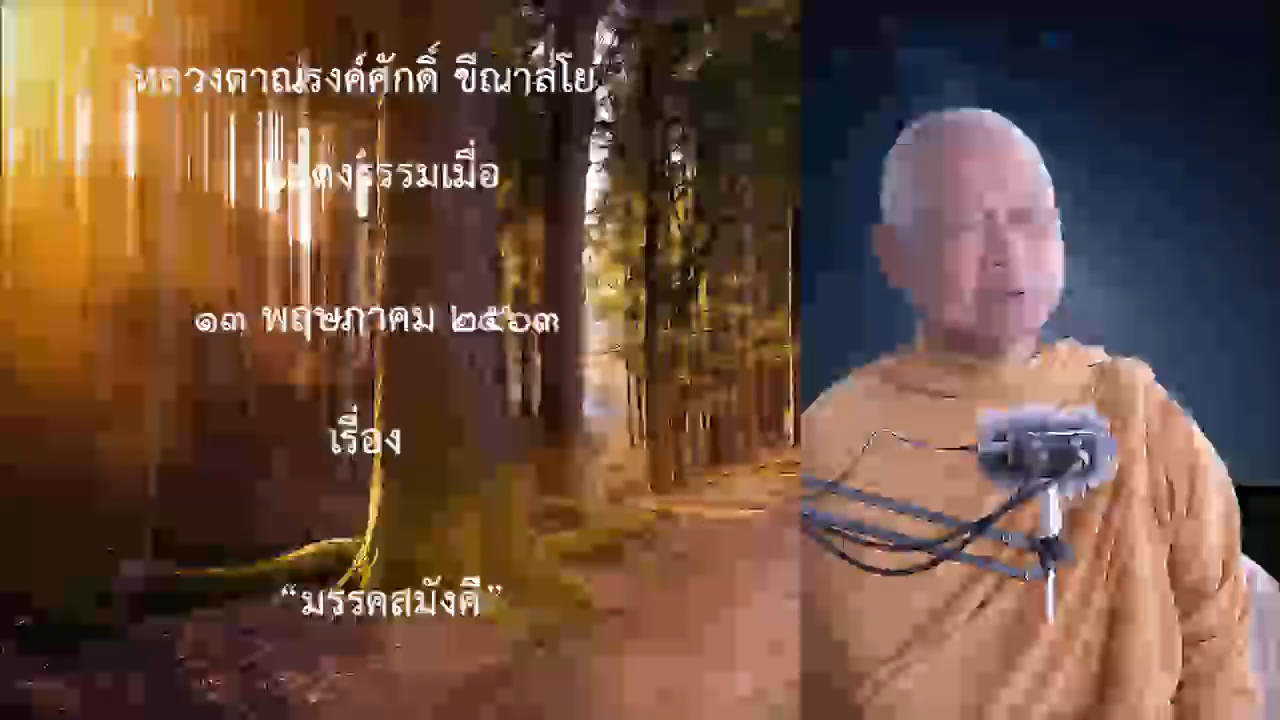 หลวงตาณรงค์ศักดิ์ ขีณาลโย
แสดงธรรมเมื่อ
๑๓ พฤษภาคม ๒๕๖๓
เรื่อง
“มรรคสมังคี”